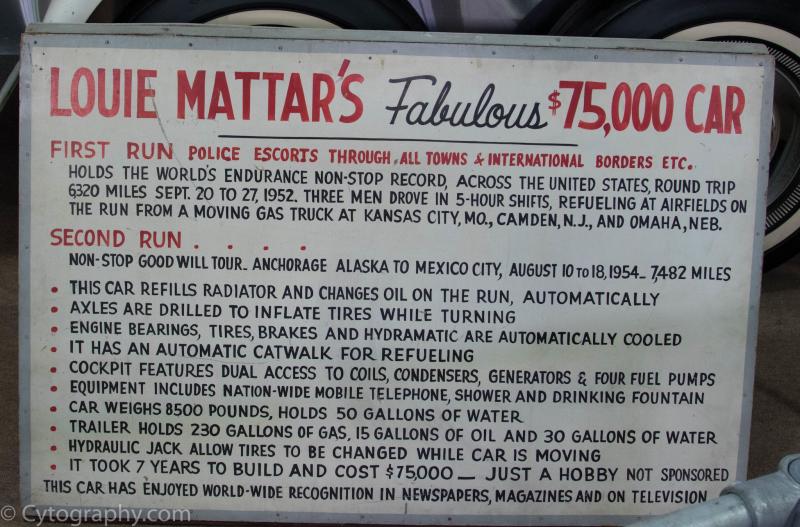 LOUIE MATTAR'S Fabulous $75,000 CAR
FIRST RUN POLICE ESCORTS THROUGH ALL TOWNS & INTERNATIONAL BORDERS ETC.
HOLDS THE WORLD'S ENDURANCE NON-STOP RECORD, ACROSS THE UNITED STATES, ROUND TRIP
6,320 MILES SEPT. 20 TO 27, 1952. THREE MEN DROVE IN 5-HOUR SHIFTS, REFUELING AT AIRFIELDS ON
THE RUN FROM A MOVING GAS TRUCK AT KANSAS CITY, MO., CAMDEN, N.J., AND OMAHA, NEB.
SECOND RUN . . . .
NON-STOP GOOD WILL TOUR_ ANCHORAGE ALASKA TO MEXICO CITY, AUGUST 10 TO 18, 1954_ 7,482 MILES
• THIS CAR REFILLS RADIATOR AND CHANGES OIL ON THE RUN, AUTOMATICALLY
• AXLES ARE DRILLED TO INFLATE TIRES WHILE TURNING
• ENGINE BEARINGS, TIRES, BRAKES AND HYDRAMATIC ARE AUTOMATICALLY COOLED
• IT HAS AN AUTOMATIC CATWALK FOR REFUELING
• COCKPIT FEATURES DUAL ACCESS TO COILS, CONDENSERS, GENERATORS & FOUR FUEL PUMPS
• EQUIPMENT INCLUDES NATION-WIDE MOBILE TELEPHONE, SHOWER AND DRINKING FOUNTAIN
• CAR WEIGHS 8500 POUNDS, HOLDS 50 GALLONS OF WATER
• TRAILER HOLDS 230 GALLONS OF GAS, 15 GALLONS OF OIL AND 30 GALLONS OF WATER
• HYDRAULIC JACK ALLOW TIRES TO BE CHANGED WHILE CAR IS MOVING
• IT TOOK 7 YEARS TO BUILD AND COST $75,000 — JUST A HOBBY NOT SPONSORED
THIS CAR HAS ENJOYED WORLD-WIDE RECOGNITION IN NEWSPAPERS, MAGAZINES AND ON TELEVISION
© Cytography.com